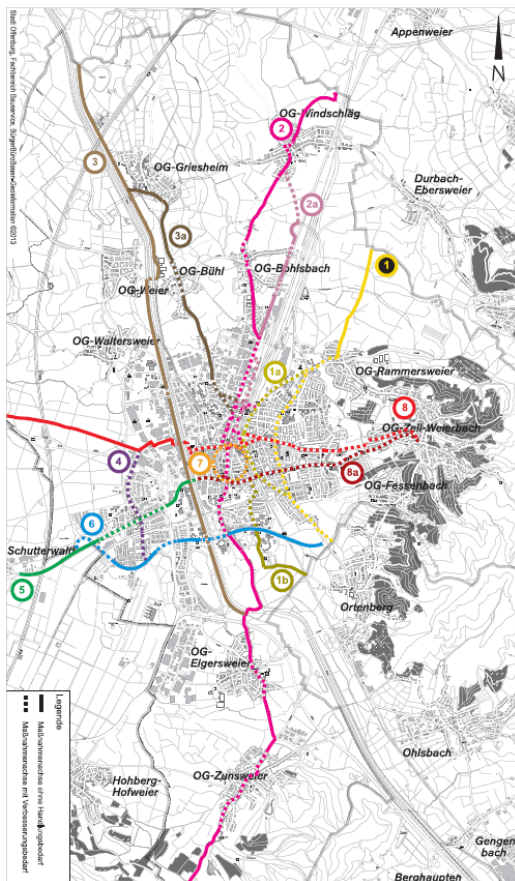 Appenweier
N
OG-Windschläg
2
3
OG-Griesheim
Durbach-
Ebersweier
2a
3a
OG-Bühl
OG-Bohlsbach
1
OG-Weier
OG-Waltersweier
1a
OG-Rammersweier
8
OG-Zell-Weierbach
4
7
8a
OG-Fessenbach
6
Schutterwald
5
1b
Ortenberg
OG-
Elgersweier
Ohlsbach
OG-Zunsweier
Hohberg-
Hofweier
Gengen
bach
Berghaupten
Legende
Maßnahmenachse ohne Handlungsbedarf
Maßnahmenachse mit Verbesserungsbedarf
Stadt Offenburg, Fachbereich Bauservice, BürgerBüroBauen-Geoinformation ©2013